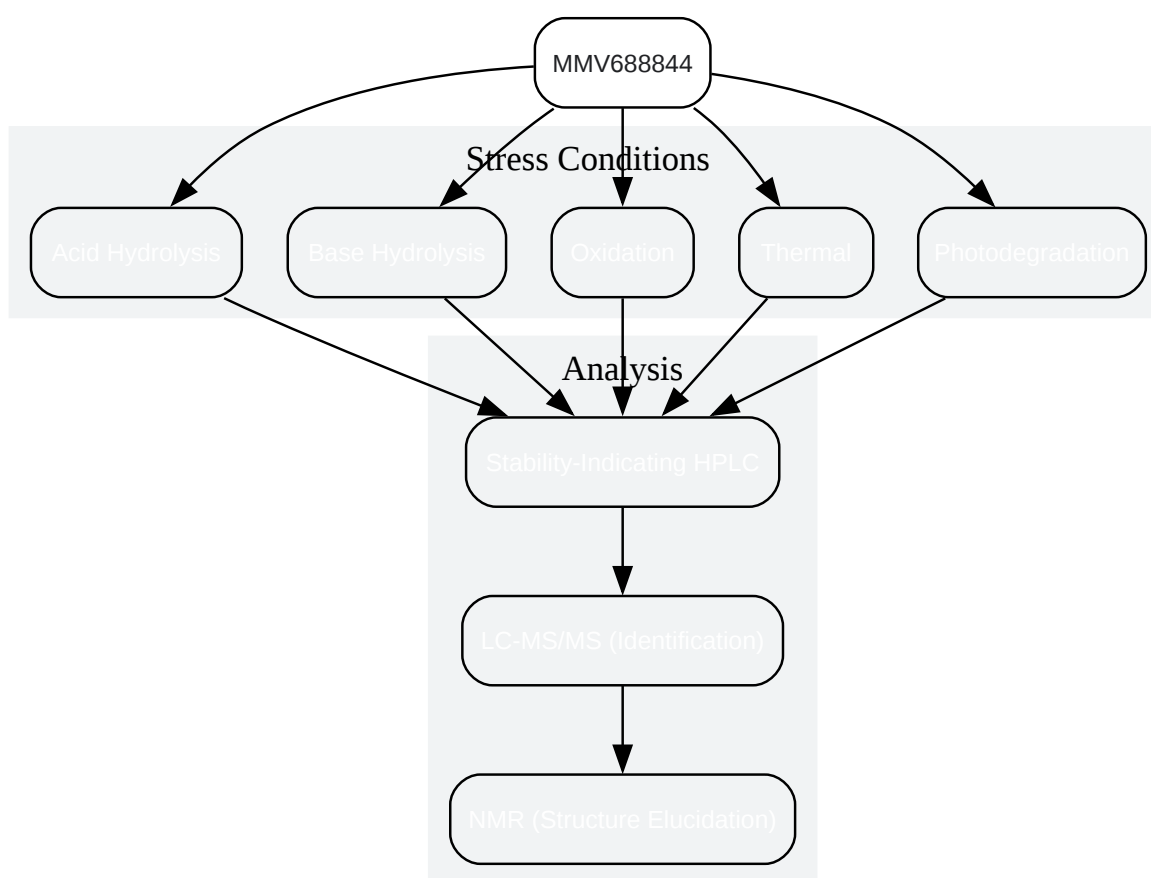 MMV688844
Stress Conditions
Acid Hydrolysis
Base Hydrolysis
Oxidation
Thermal
Photodegradation
Analysis
Stability-Indicating HPLC
LC-MS/MS (Identification)
NMR (Structure Elucidation)